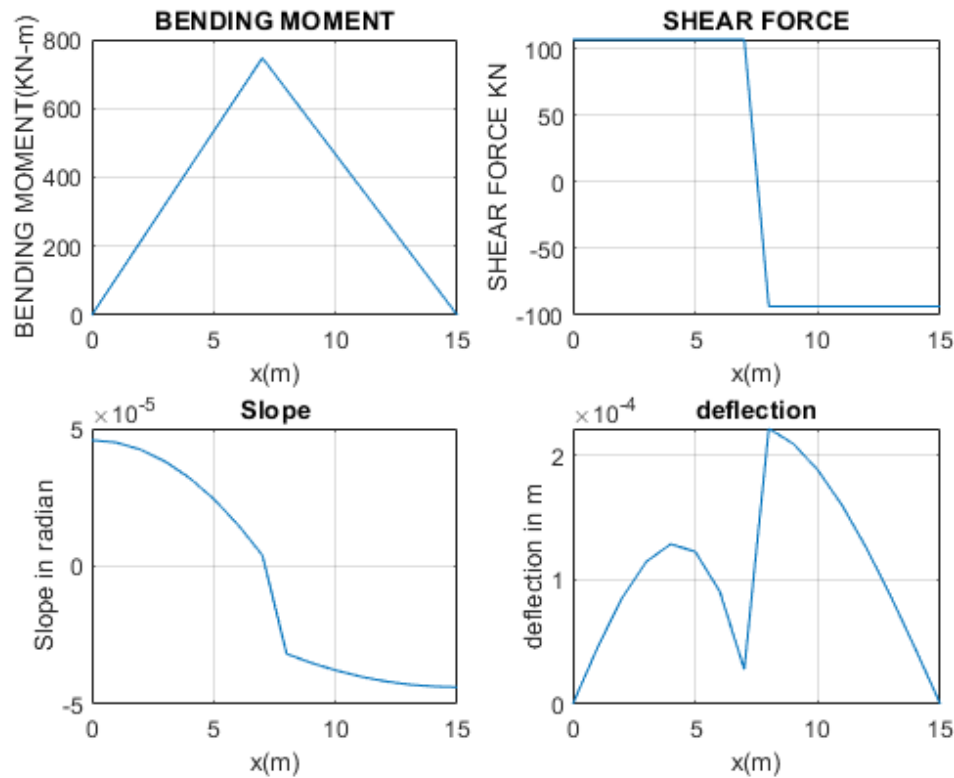 BENDING MOMENT
BENDING MOMENT(KN-m)
800
600
400
200
0
0 5 10 15
x(m)
SHEAR FORCE
SHEAR FORCE KN
100
50
0
-50
-100
0 5 10 15
x(m)
Slope
×10-5
Slope in radian
5
0
-5
0 5 10 15
x(m)
deflection
×10-4
deflection in m
2
1
0
0 5 10 15
x(m)